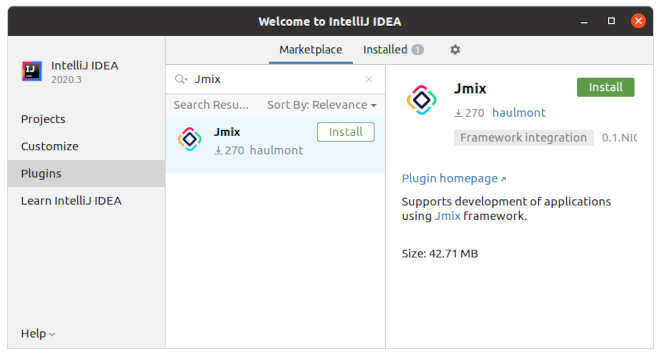 Welcome to IntelliJ IDEA
IJ
IntelliJ IDEA
2020.3
Projects
Customize
Plugins
Learn IntelliJ IDEA
Help
Marketplace
Installed 1
Jmix
Search Resu...
Sort By: Relevance
Jmix
Install
270 haulmont
Jmix
Install
270 haulmont
Framework integration 0.1.NIG
Plugin homepage
Supports development of applications
using Jmix framework.
Size: 42.71 MB